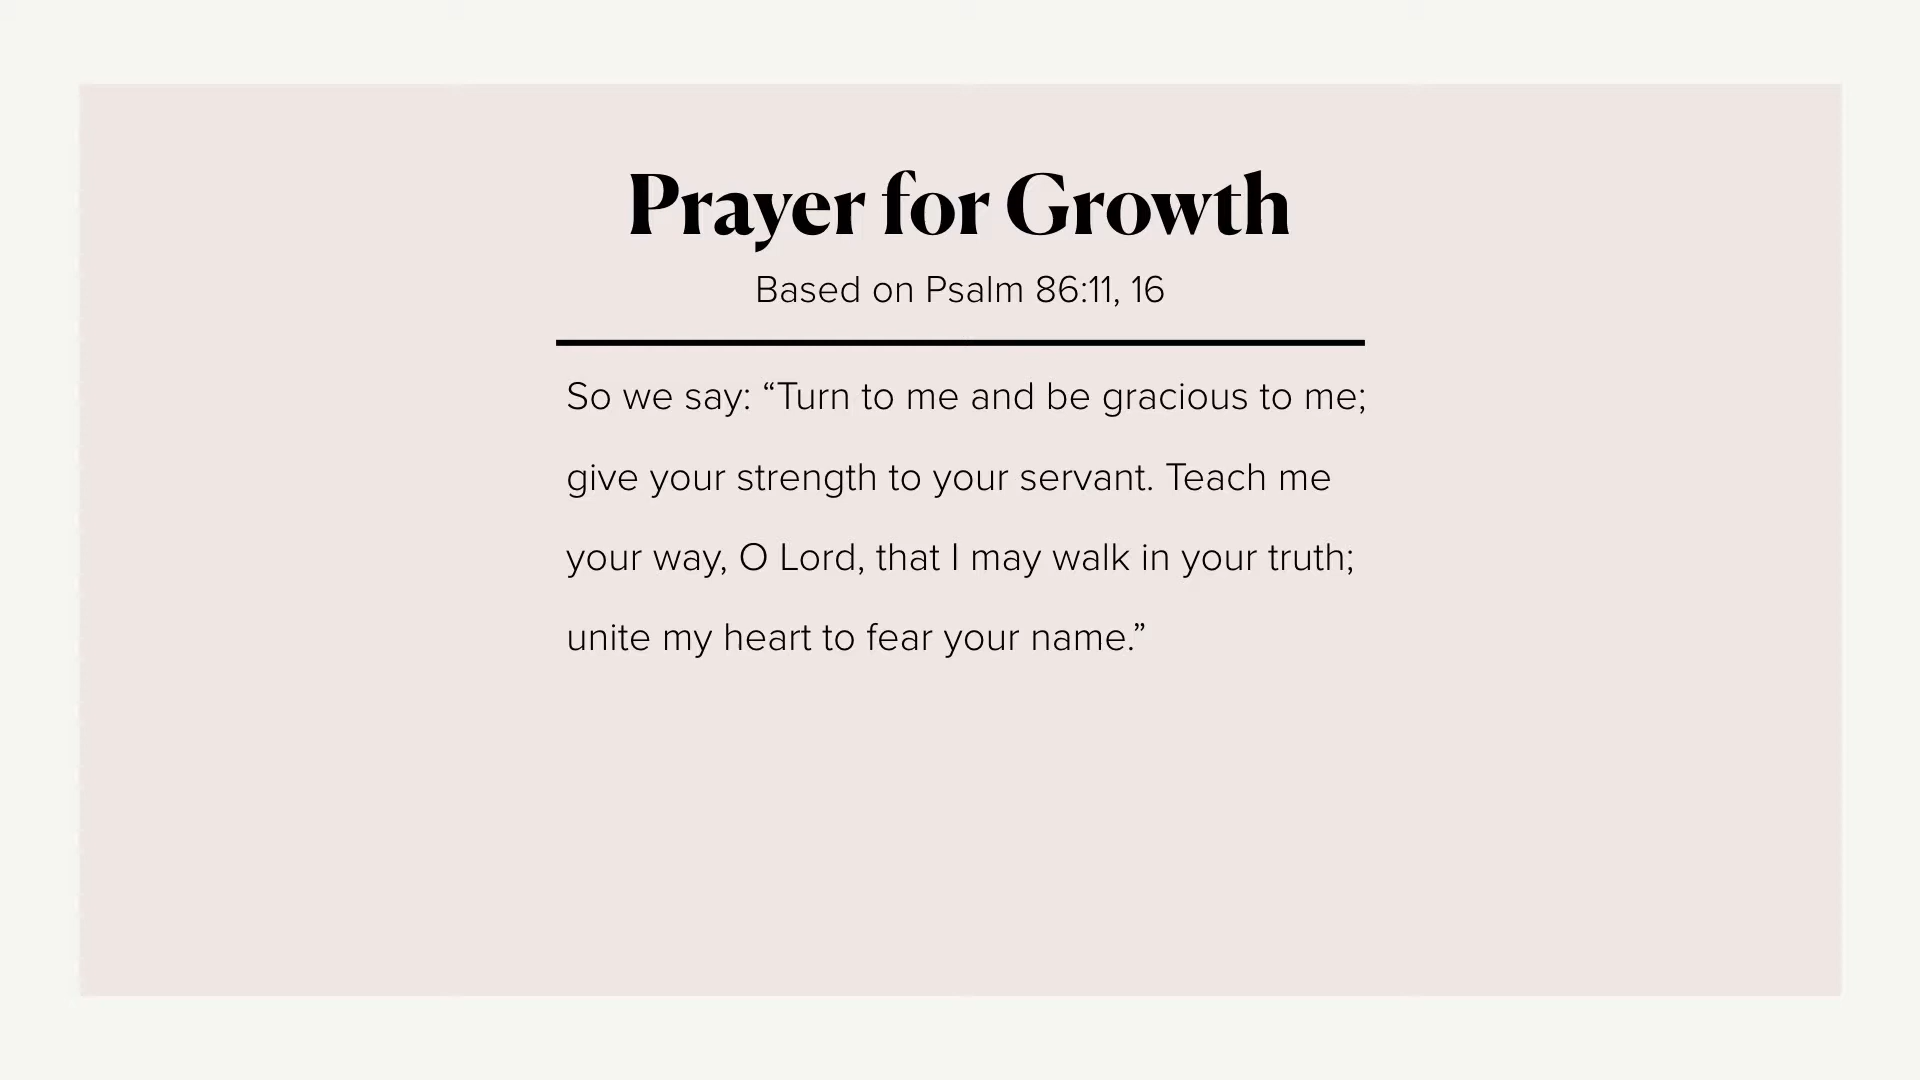 Prayer for Growth
Based on Psalm 86:11, 16
So we say: “Turn to me and be gracious to me;
give your strength to your servant. Teach me
your way, O Lord, that I may walk in your truth;
unite my heart to fear your name.”